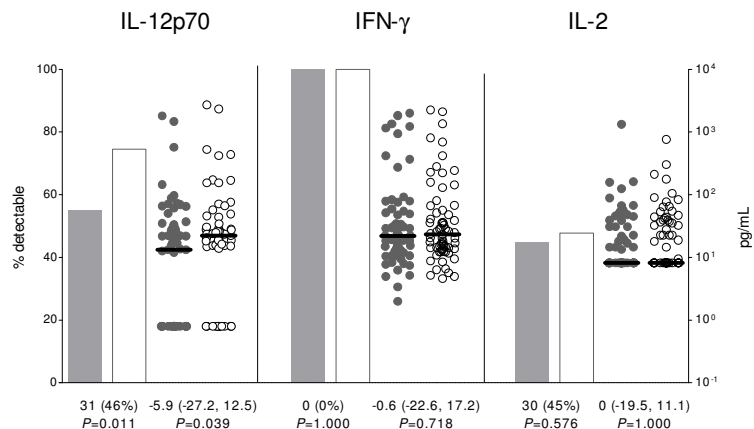 IL-12p70 IFN-γ IL-2
100 10⁴
80 10³
60 10²
40 10¹
20 10⁰
0 10⁻¹
% detectable
pg/mL
31 (46%) -5.9 (-27.2, 12.5) 0 (0%) -0.6 (-22.6, 17.2) 30 (45%) 0 (-19.5, 11.1)
P=0.011 P=0.039 P=1.000 P=0.718 P=0.576 P=1.000